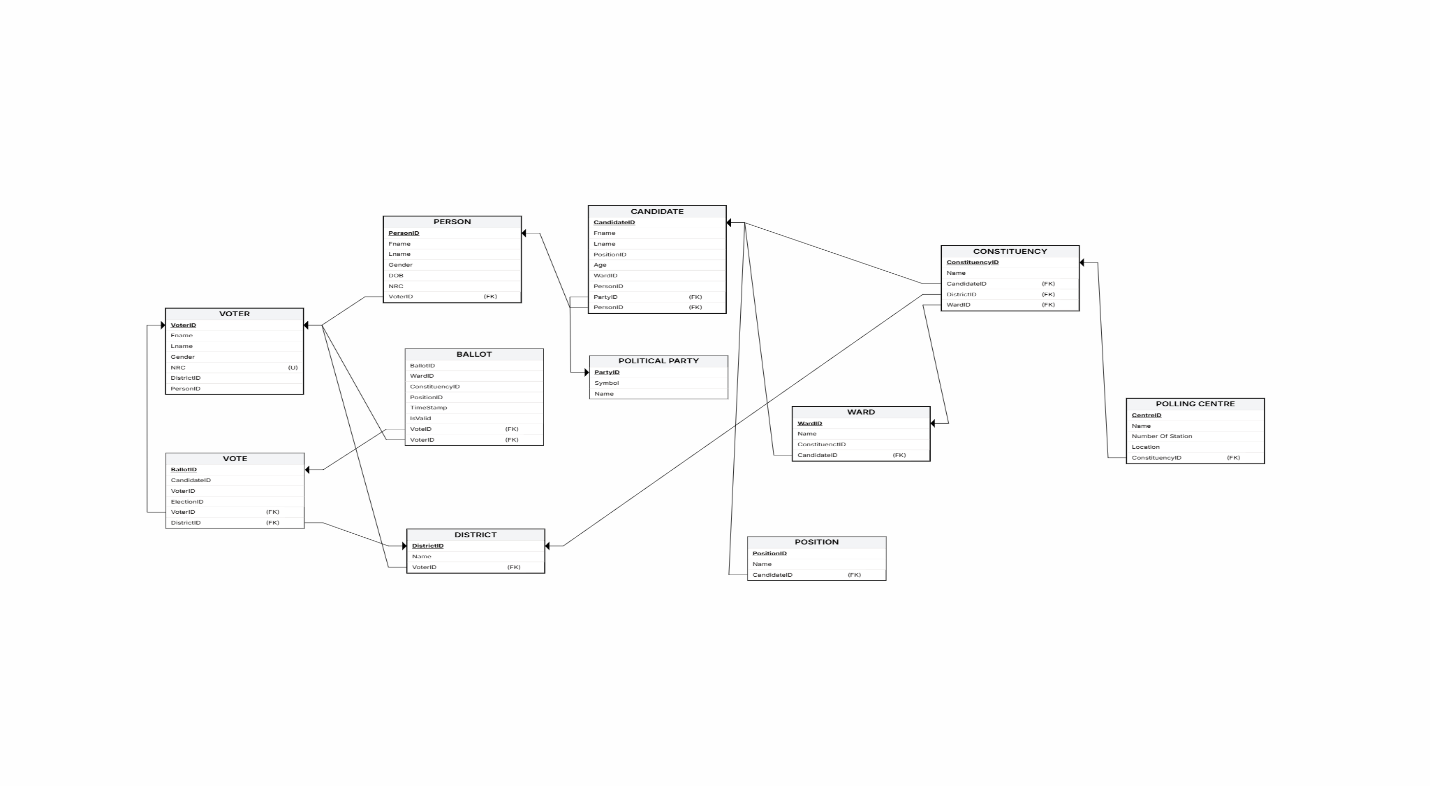 PERSON
PersonID
Fname
Lname
Gender
DOB
NRC
VoterID (FK)
CANDIDATE
CandidateID
Fname
Lname
PositionID
Age
WardID
PersonID
PartyID (FK)
PersonID (FK)
CONSTITUENCY
ConstituencyID
Name
CandidateID (FK)
DistrictID (FK)
WardID (FK)
VOTER
VoterID
Fname
Lname
Gender
NRC (U)
DistrictID
PersonID
BALLOT
BallotID
WardID
ConstituencyID
PositionID
TimeStamp
isValid
VoteID (FK)
VoterID (FK)
POLITICAL PARTY
PartyID
Symbol
Name
WARD
WardID
Name
ConstituenctID
CandidateID (FK)
POLLING CENTRE
CentreID
Name
Number Of Station
Location
ConstituencyID (FK)
VOTE
BallotID
CandidateID
VoterID
ElectionID
VoterID (FK)
DistrictID (FK)
DISTRICT
DistrictID
Name
VoterID (FK)
POSITION
PositionID
Name
CandidateID (FK)